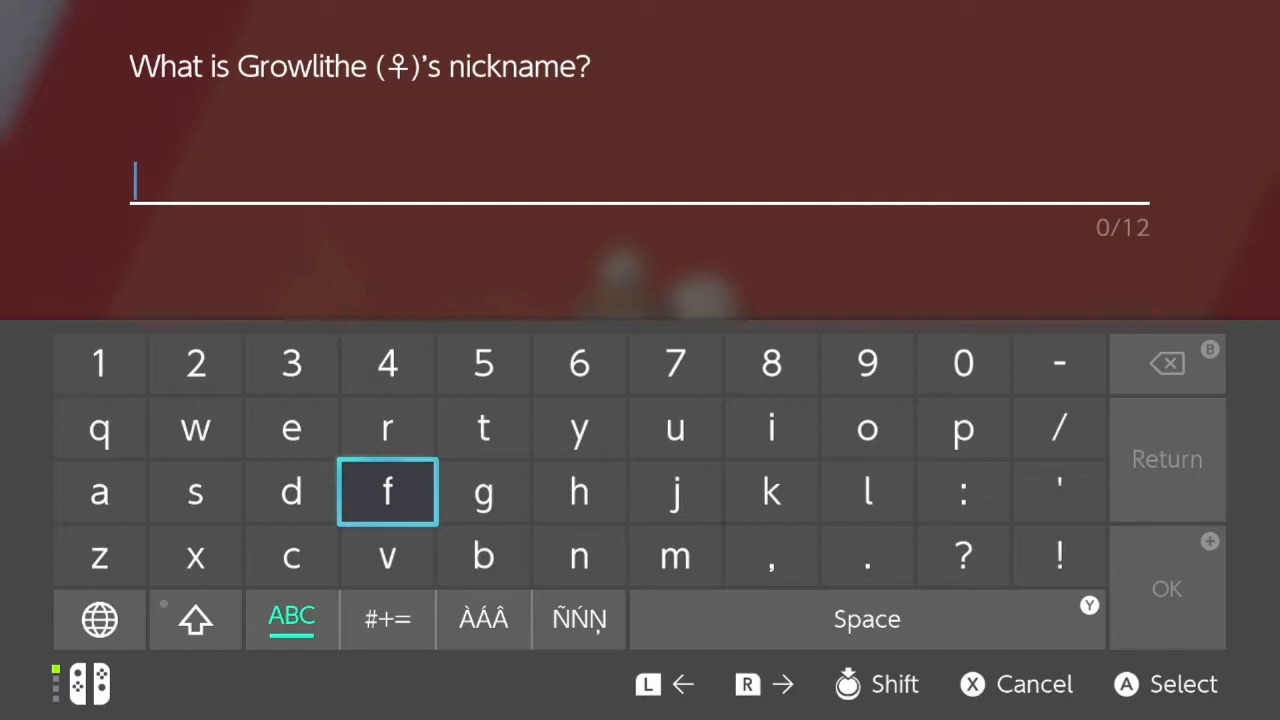 What is Growlithe (♀)'s nickname?
0/12
1 2 3 4 5 6 7 8 9 0 - B
q w e r t y u i o p /
a s d f g h j k l : ' Return
z x c v b n m , . ? ! + OK
ABC #+= ÀÁÂ ÑŃŅ Space Y
L ← R → Shift X Cancel A Select